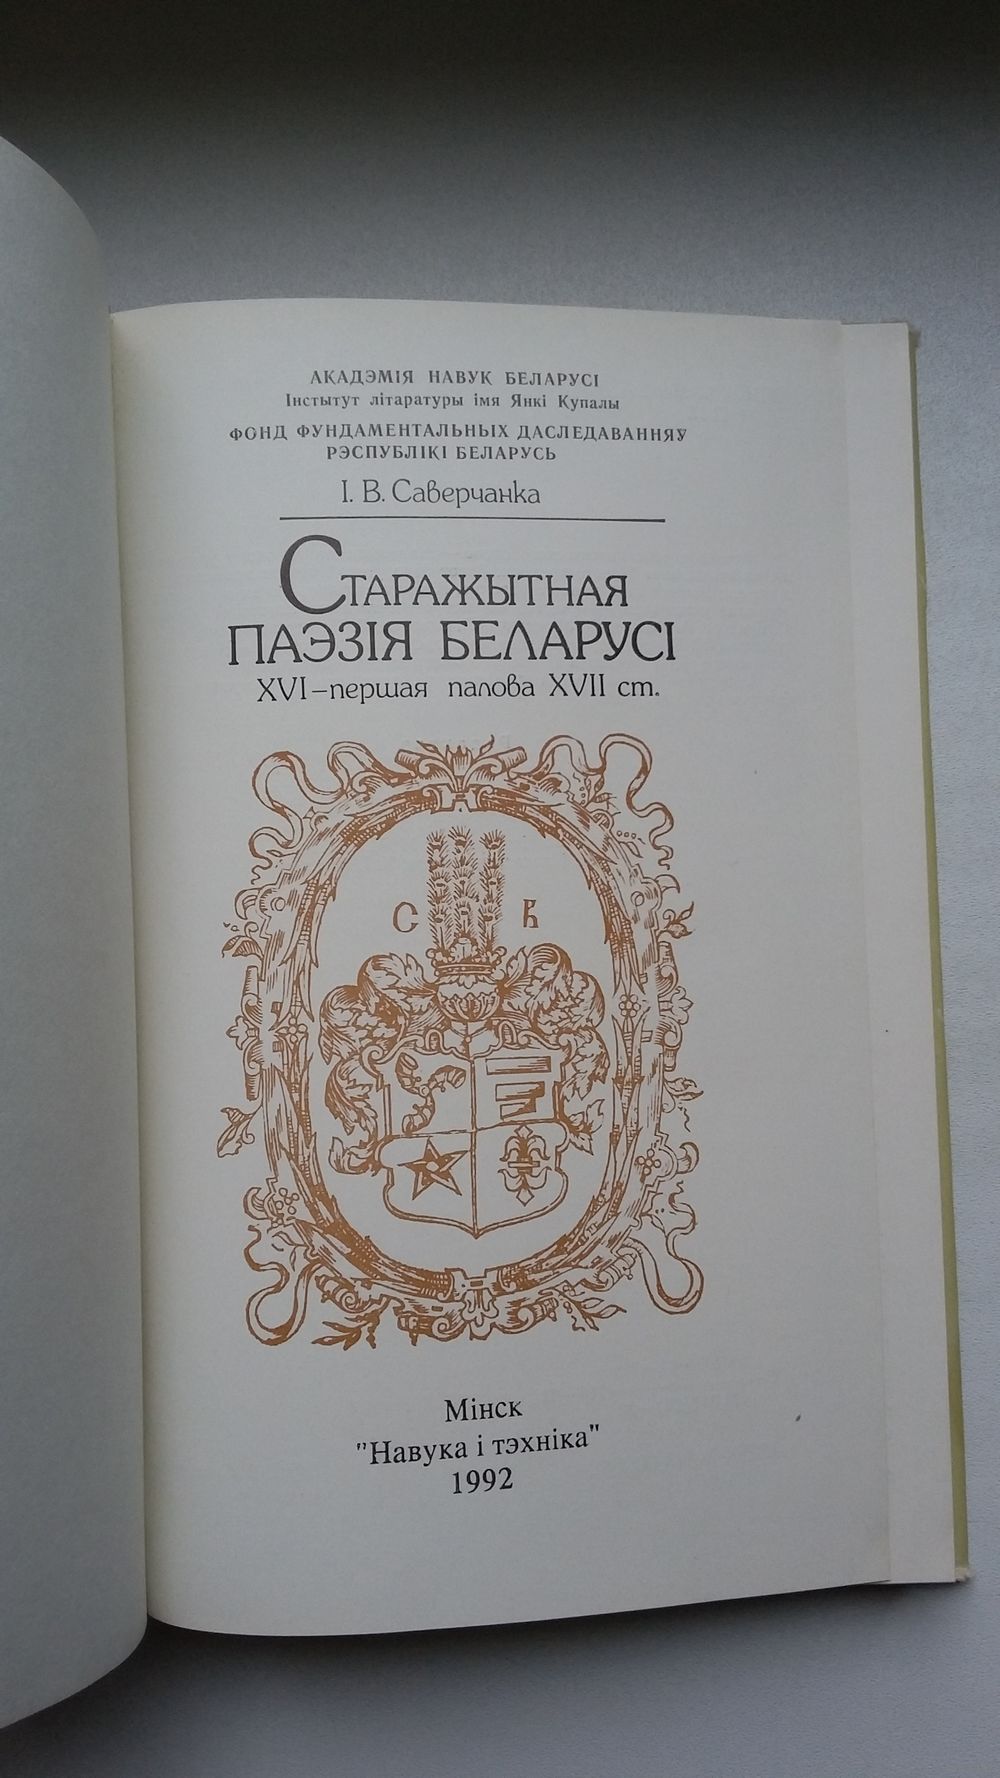 АКАДЭМІЯ НАВУК БЕЛАРУСІ
Інстытут літаратуры імя Янкі Купалы
ФОНД ФУНДАМЕНТАЛЬНЫХ ДАСЛЕДАВАННЯЎ
РЭСПУБЛІКІ БЕЛАРУСЬ
І. В. Саверчанка
СТАРАЖЫТНАЯ
ПАЭЗІЯ БЕЛАРУСІ
XVI–першая палова XVII ст.
С В
Мінск
"Навука і тэхніка"
1992